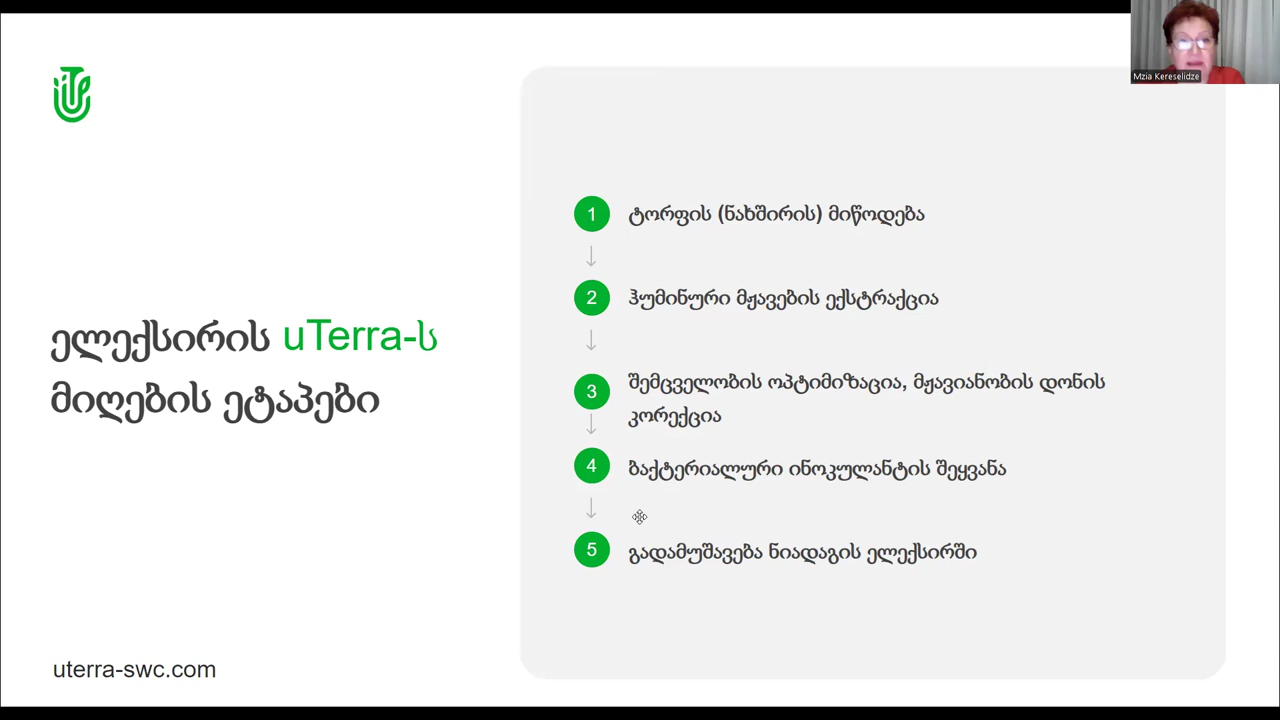 Mzia Kereselidze
ელექსირის uTerra-ს
მიღების ეტაპები
1 ტორფის (ნახშირის) მიწოდება
2 ჰუმინური მჟავების ექსტრაქცია
3 შემცველობის ოპტიმიზაცია, მჟავიანობის დონის
კორექცია
4 ბაქტერიალური ინოკულანტის შეყვანა
5 გადამუშავება ნიადაგის ელექსირში
uterra-swc.com